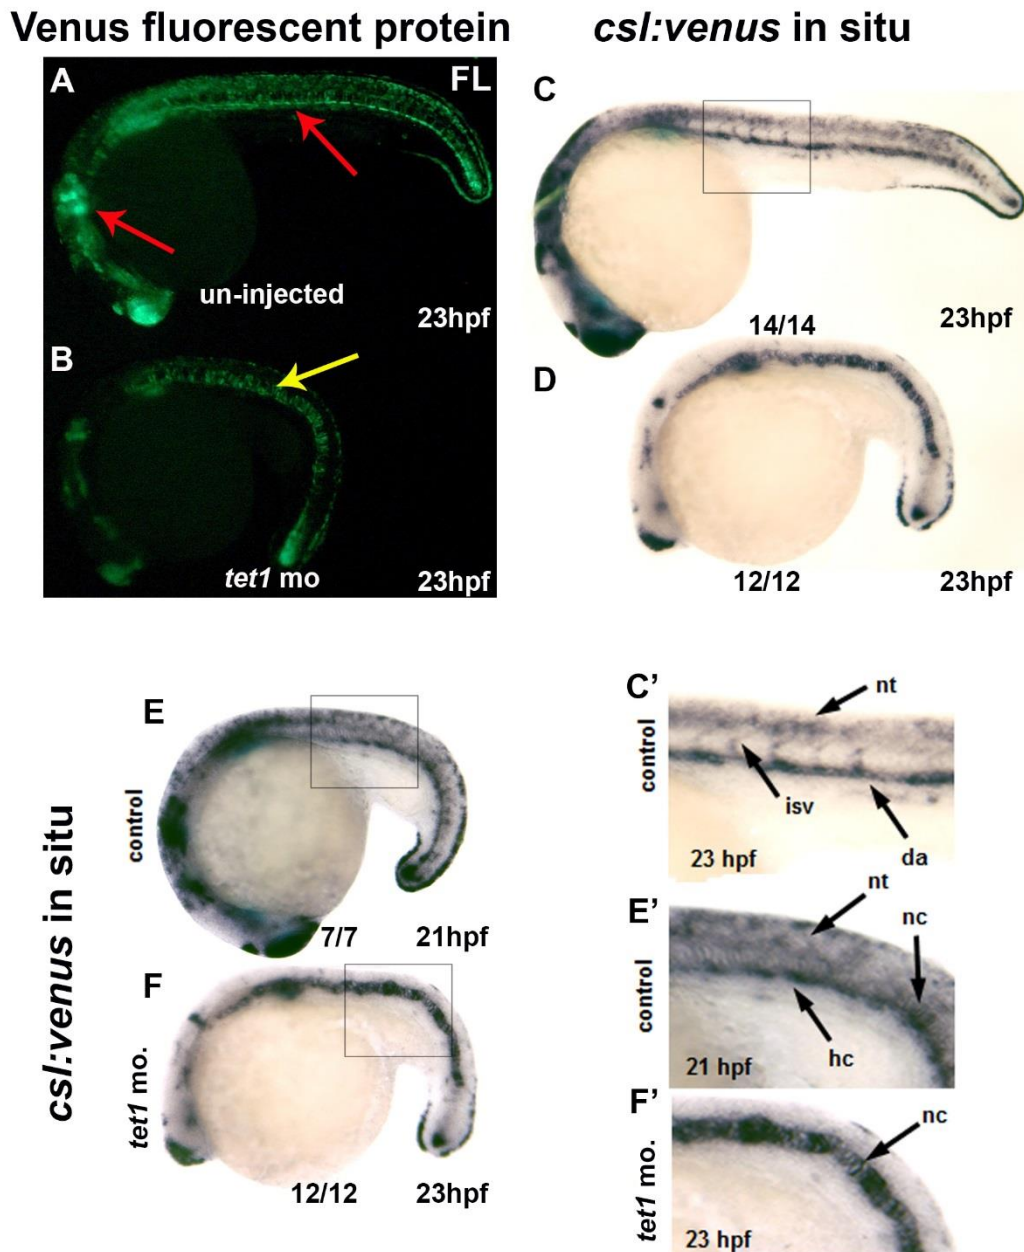 Venus fluorescent protein
csl:venus in situ
A
FL
un-injected
23hpf
B
tet1 mo
23hpf
C
14/14
23hpf
D
12/12
23hpf
csl:venus in situ
E
control
7/7
21hpf
F
tet1 mo.
12/12
23hpf
C’
control
nt
isv
da
23 hpf
E’
control
nt
nc
hc
21 hpf
F’
tet1 mo.
nc
23 hpf